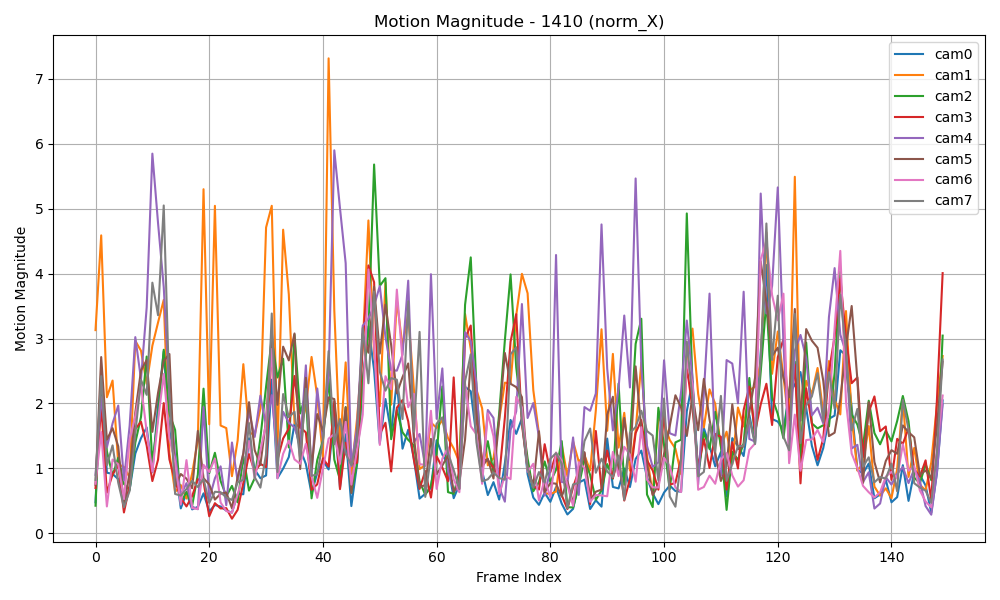 Motion Magnitude - 1410 (norm_X)
Motion Magnitude
7
6
5
4
3
2
1
0
0 20 40 60 80 100 120 140
Frame Index
cam0
cam1
cam2
cam3
cam4
cam5
cam6
cam7